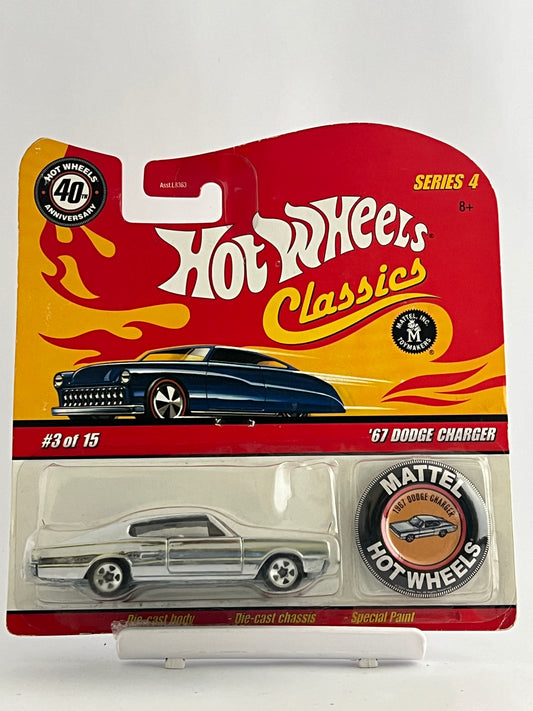 HOT WHEELS
40TH
ANNIVERSARY
Asst.L8363
SERIES 4
8+
HOT WHEELS
Classics
MATTEL, INC.
M
TOYMAKERS
#3 of 15
'67 DODGE CHARGER
MATTEL
1967 DODGE CHARGER
HOT WHEELS
Die-cast body - Die-cast chassis - Special Paint